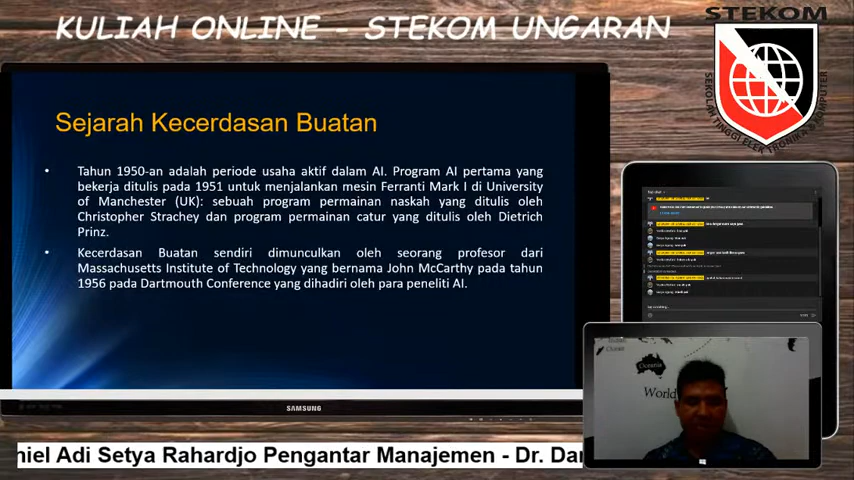 KULIAH ONLINE - STEKOM UNGARAN
STEKOM
SEKOLAH TINGGI ELEKTRONIKA & KOMPUTER
Sejarah Kecerdasan Buatan
• Tahun 1950-an adalah periode usaha aktif dalam AI. Program AI pertama yang
bekerja ditulis pada 1951 untuk menjalankan mesin Ferranti Mark I di University
of Manchester (UK): sebuah program permainan naskah yang ditulis oleh
Christopher Strachey dan program permainan catur yang ditulis oleh Dietrich
Prinz.
• Kecerdasan Buatan sendiri dimunculkan oleh seorang profesor dari
Massachusetts Institute of Technology yang bernama John McCarthy pada tahun
1956 pada Dartmouth Conference yang dihadiri oleh para peneliti AI.
SAMSUNG
Oceania
World
niel Adi Setya Rahardjo Pengantar Manajemen - Dr. Dar